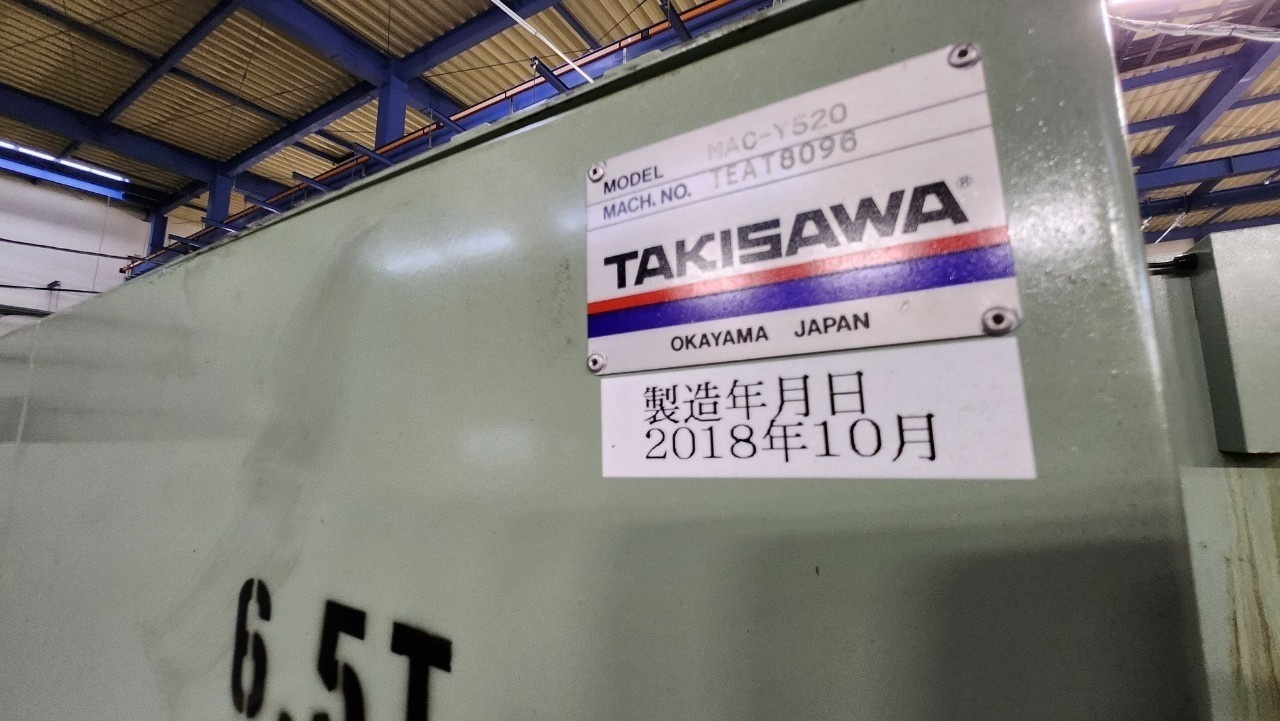 MODEL MAC-Y520
MACH. NO. TEAT8096
TAKISAWA®
OKAYAMA JAPAN
製造年月日
2018年10月
6.5T